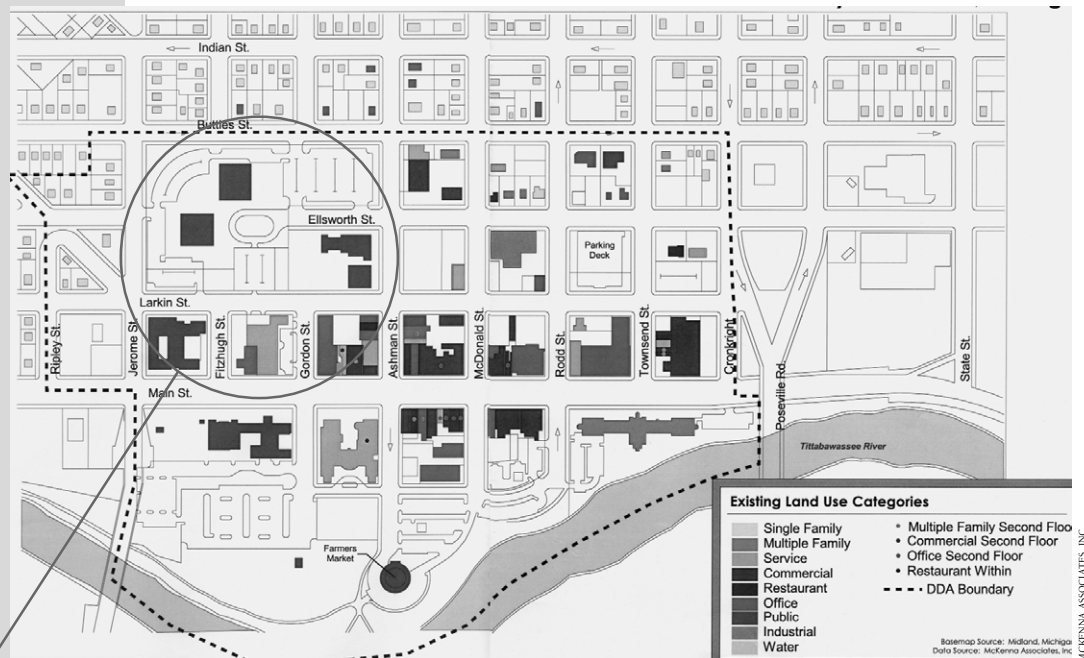 Indian St.
Buttles St.
Ellsworth St.
Parking
Deck
Larkin St.
Ripley St.
Jerome St.
Fitzhugh St.
Gordon St.
Ashman St.
McDonald St.
Rodd St.
Townsend St.
Cronkright
Poseville Rd.
State St.
Main St.
Tittabawassee River
Farmers
Market
Existing Land Use Categories
Single Family
Multiple Family
Service
Commercial
Restaurant
Office
Public
Industrial
Water
Multiple Family Second Floo
Commercial Second Floor
Office Second Floor
Restaurant Within
DDA Boundary
Basemap Source: Midland, Michiga
Data Source: McKenna Associates, Inc
MCKENNA ASSOCIATES, INC.